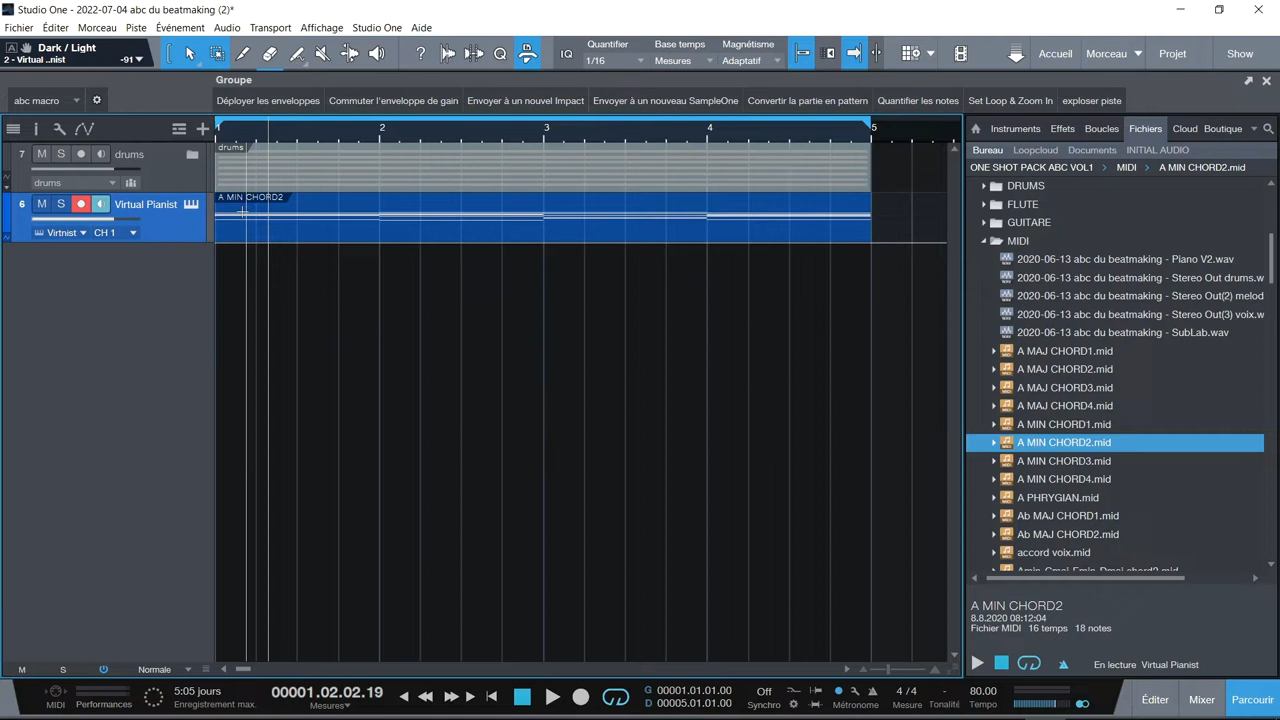 Studio One - 2022-07-04 abc du beatmaking (2)*
Fichier Éditer Morceau Piste Événement Audio Transport Affichage Studio One Aide
Dark / Light
2 - Virtual ..nist -91
IQ
Quantifier
1/16
Base temps
Mesures
Magnétisme
Adaptatif
Accueil Morceau Projet Show
Groupe
abc macro
Déployer les enveloppes
Commuter l'enveloppe de gain
Envoyer à un nouvel Impact
Envoyer à un nouveau SampleOne
Convertir la partie en pattern
Quantifier les notes
Set Loop & Zoom In
exploser piste
1 2 3 4 5
7 M S drums
drums
drums
6 M S Virtual Pianist
Virtnist CH 1
A MIN CHORD2
Instruments Effets Boucles Fichiers Cloud Boutique
Bureau Loopcloud Documents INITIAL AUDIO
ONE SHOT PACK ABC VOL1 MIDI A MIN CHORD2.mid
DRUMS
FLUTE
GUITARE
MIDI
2020-06-13 abc du beatmaking - Piano V2.wav
2020-06-13 abc du beatmaking - Stereo Out drums.w
2020-06-13 abc du beatmaking - Stereo Out(2) melod
2020-06-13 abc du beatmaking - Stereo Out(3) voix.w
2020-06-13 abc du beatmaking - SubLab.wav
A MAJ CHORD1.mid
A MAJ CHORD2.mid
A MAJ CHORD3.mid
A MAJ CHORD4.mid
A MIN CHORD1.mid
A MIN CHORD2.mid
A MIN CHORD3.mid
A MIN CHORD4.mid
A PHRYGIAN.mid
Ab MAJ CHORD1.mid
Ab MAJ CHORD2.mid
accord voix.mid
A MIN CHORD2
8.8.2020 08:12:04
Fichier MIDI 16 temps 18 notes
En lecture Virtual Pianist
M S Normale
MIDI
Performances
5:05 jours
Enregistrement max.
00001.02.02.19
Mesures
G 00001.01.01.00
D 00005.01.01.00
Off
Synchro
Métronome
4 / 4
Mesure
-
Tonalité
80.00
Tempo
Éditer Mixer Parcourir